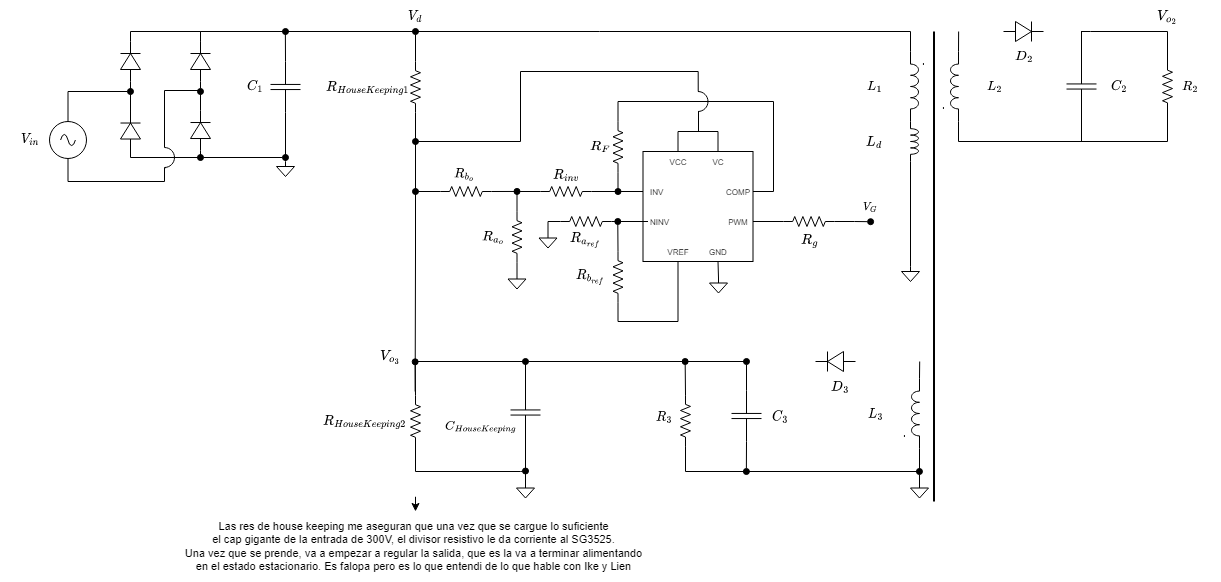 V_d
V_{o_2}
D_2
V_{in}
C_1
R_{HouseKeeping1}
L_1
L_2
C_2
R_2
R_F
L_d
VCC
VC
R_{b_o}
R_{inv}
INV
COMP
R_{a_o}
R_{a_{ref}}
NINV
PWM
V_G
R_g
VREF
GND
R_{b_{ref}}
V_{o_3}
D_3
R_{HouseKeeping2}
C_{HouseKeeping}
R_3
C_3
L_3
Las res de house keeping me aseguran que una vez que se cargue lo suficiente
el cap gigante de la entrada de 300V, el divisor resistivo le da corriente al SG3525.
Una vez que se prende, va a empezar a regular la salida, que es la va a terminar alimentando
en el estado estacionario. Es falopa pero es lo que entendi de lo que hable con Ike y Lien